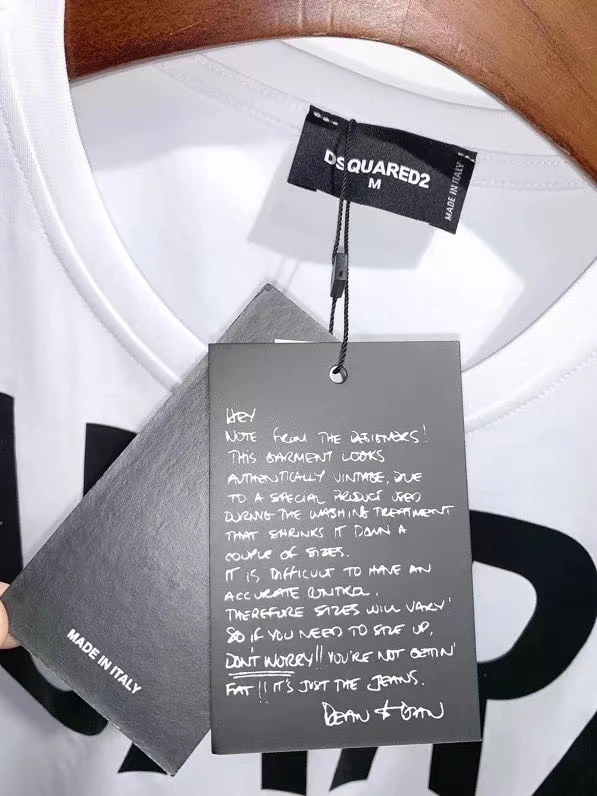 DSQUARED2
M
MADE IN ITALY
HEY
NOTE FROM THE DESIGNERS!
THIS GARMENT LOOKS
AUTHENTICALLY VINTAGE, DUE
TO A SPECIAL PRODUCT USED
DURING THE WASHING TREATMENT
THAT SHRINKS IT DOWN A
COUPLE OF SIZES.
IT IS DIFFICULT TO HAVE AN
ACCURATE CONTROL.
THEREFORE SIZES WILL VARY!
SO IF YOU NEED TO SIZE UP,
DON'T WORRY!! YOU'RE NOT GETTIN'
FAT!! IT'S JUST THE JEANS.
DEAN & DAN
MADE IN ITALY